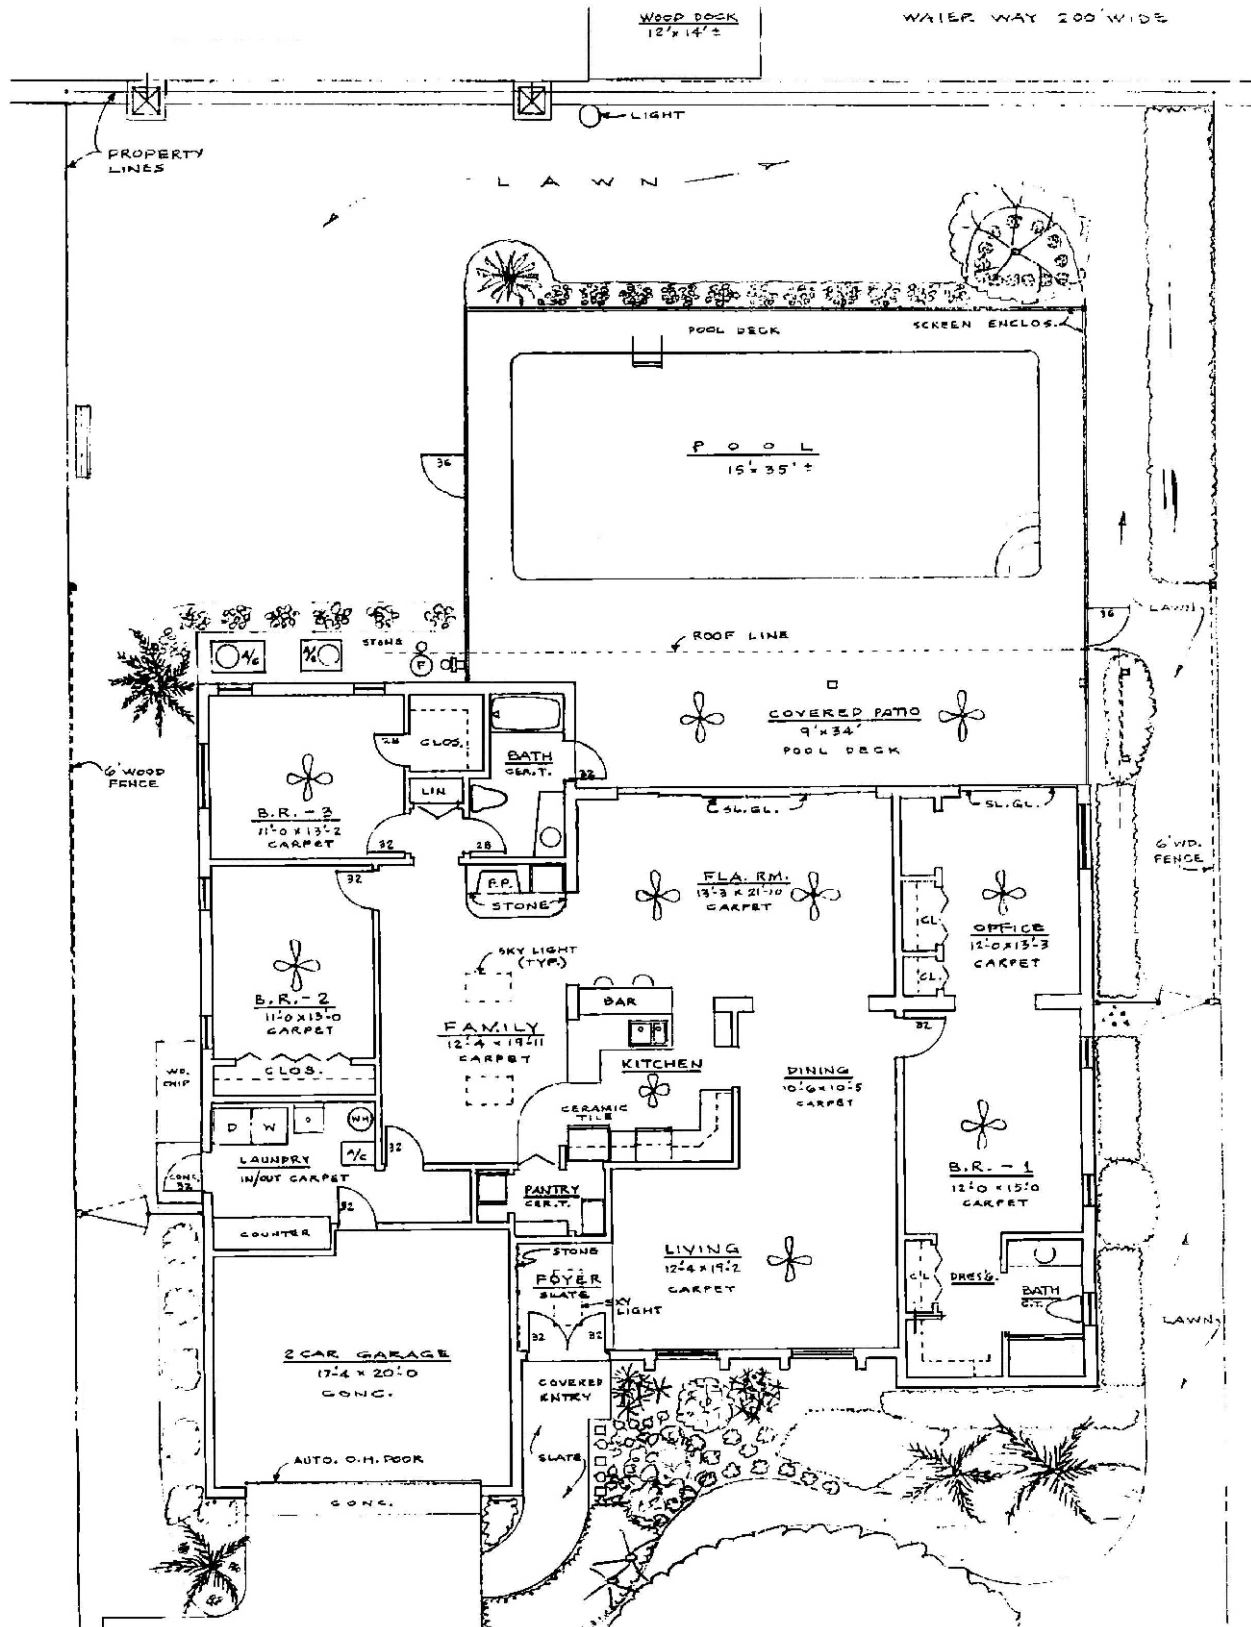 WOOD DOCK
12'x 14' ±
WATER WAY 200' WIDE
PROPERTY
LINES
LIGHT
LAWN
POOL DECK
SCREEN ENCLOS.
POOL
15'x 35' ±
36
36
LAWN
STONE
A/C
A/C
F
ROOF LINE
COVERED PATIO
9'x34'
POOL DECK
6' WOOD
FENCE
28
CLOS.
BATH
CER.T.
32
LIN
B.R.-3
11'-0 x 13'-2
CARPET
32
28
SL.GL.
SL.GL.
6' WD.
FENCE
32
F.P.
STONE
FLA. RM.
13'-3 x 21'-10
CARPET
CL.
OFFICE
12'-0 x 13'-3
CARPET
SKY LIGHT
(TYP.)
CL.
B.R.-2
11'-0 x 13'-0
CARPET
BAR
FAMILY
12'-4 x 19'-11
CARPET
32
KITCHEN
WD.
CHIP
CLOS.
DINING
10'-6 x 10'-5
CARPET
CERAMIC
TILE
D
W
WH
A/C
32
LAUNDRY
IN/OUT CARPET
CONC.
32
B.R.-1
12'-0 x 15'-0
CARPET
PANTRY
CER.T.
32
COUNTER
STONE
LIVING
12'-4 x 19'-2
CARPET
FOYER
SLATE
SKY
LIGHT
CL
DRES'G.
BATH
C.T.
LAWN
32
32
2 CAR GARAGE
17'-4 x 20'-0
CONC.
COVERED
ENTRY
AUTO. O.H. DOOR
SLATE
CONC.